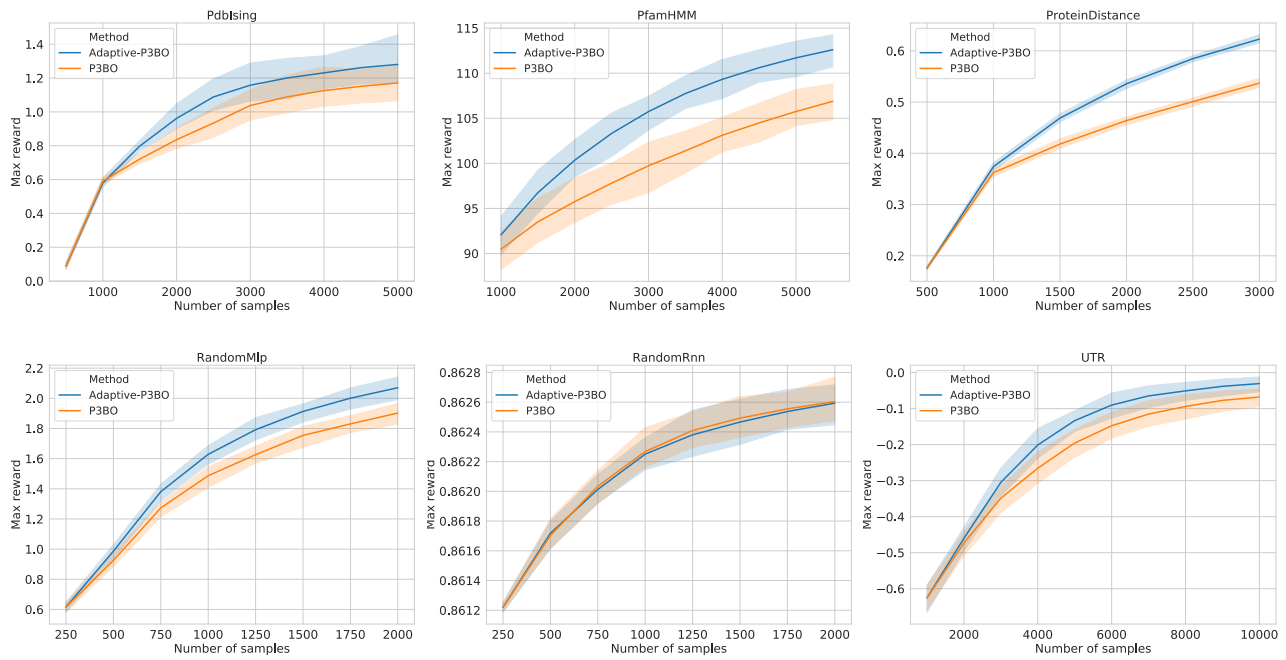 PdbIsing
Max reward
1.4
1.2
1.0
0.8
0.6
0.4
0.2
0.0
Method
Adaptive-P3BO
P3BO
1000 2000 3000 4000 5000
Number of samples
PfamHMM
Max reward
115
110
105
100
95
90
Method
Adaptive-P3BO
P3BO
1000 2000 3000 4000 5000
Number of samples
ProteinDistance
Max reward
0.6
0.5
0.4
0.3
0.2
Method
Adaptive-P3BO
P3BO
500 1000 1500 2000 2500 3000
Number of samples
RandomMlp
Max reward
2.2
2.0
1.8
1.6
1.4
1.2
1.0
0.8
0.6
Method
Adaptive-P3BO
P3BO
250 500 750 1000 1250 1500 1750 2000
Number of samples
RandomRnn
Max reward
0.8628
0.8626
0.8624
0.8622
0.8620
0.8618
0.8616
0.8614
0.8612
Method
Adaptive-P3BO
P3BO
250 500 750 1000 1250 1500 1750 2000
Number of samples
UTR
Max reward
0.0
−0.1
−0.2
−0.3
−0.4
−0.5
−0.6
Method
Adaptive-P3BO
P3BO
2000 4000 6000 8000 10000
Number of samples